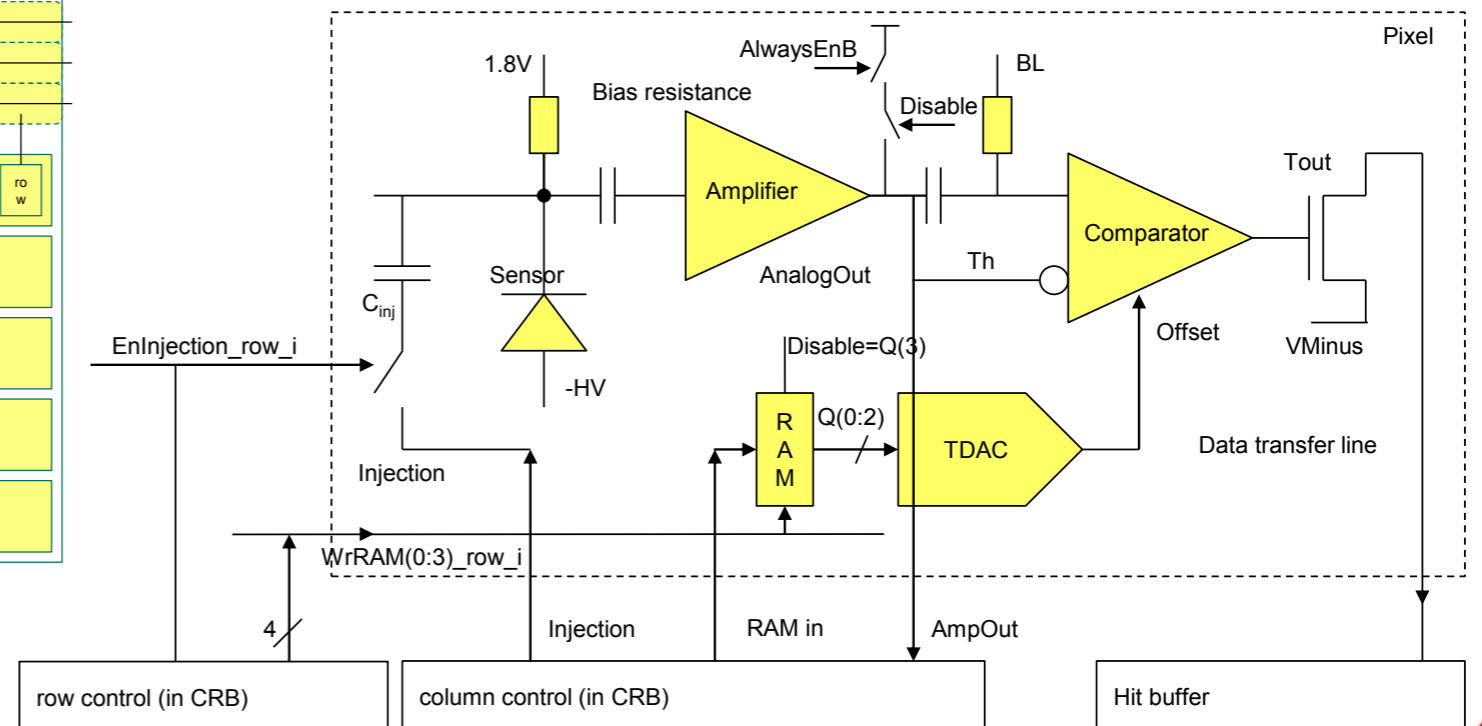 Pixel
AlwaysEnB
1.8V
BL
Bias resistance
Disable
ro
w
Tout
Amplifier
Comparator
Sensor
AnalogOut
Th
Cinj
EnInjection_row_i
Disable=Q(3)
Offset
VMinus
-HV
Q(0:2)
R
A
M
TDAC
Data transfer line
Injection
WrRAM(0:3)_row_i
4
Injection
RAM in
AmpOut
row control (in CRB)
column control (in CRB)
Hit buffer